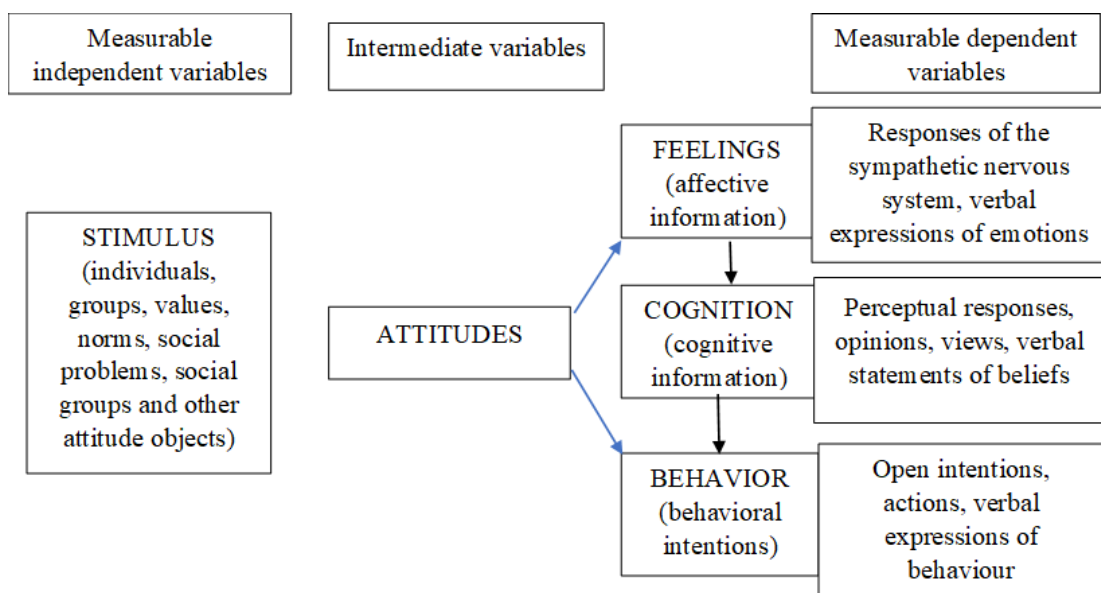 Measurable
independent variables
Intermediate variables
Measurable dependent
variables
STIMULUS
(individuals,
groups, values,
norms, social
problems, social
groups and other
attitude objects)
ATTITUDES
FEELINGS
(affective
information)
Responses of the
sympathetic nervous
system, verbal
expressions of emotions
COGNITION
(cognitive
information)
Perceptual responses,
opinions, views, verbal
statements of beliefs
BEHAVIOR
(behavioral
intentions)
Open intentions,
actions, verbal
expressions of
behaviour